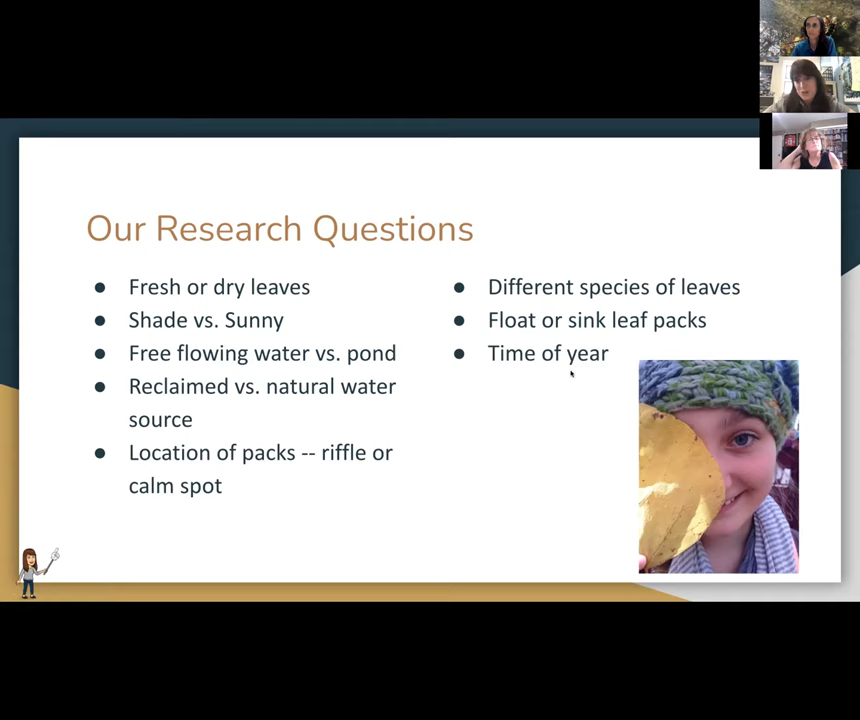 Our Research Questions
● Fresh or dry leaves
● Shade vs. Sunny
● Free flowing water vs. pond
● Reclaimed vs. natural water
source
● Location of packs -- riffle or
calm spot
● Different species of leaves
● Float or sink leaf packs
● Time of year